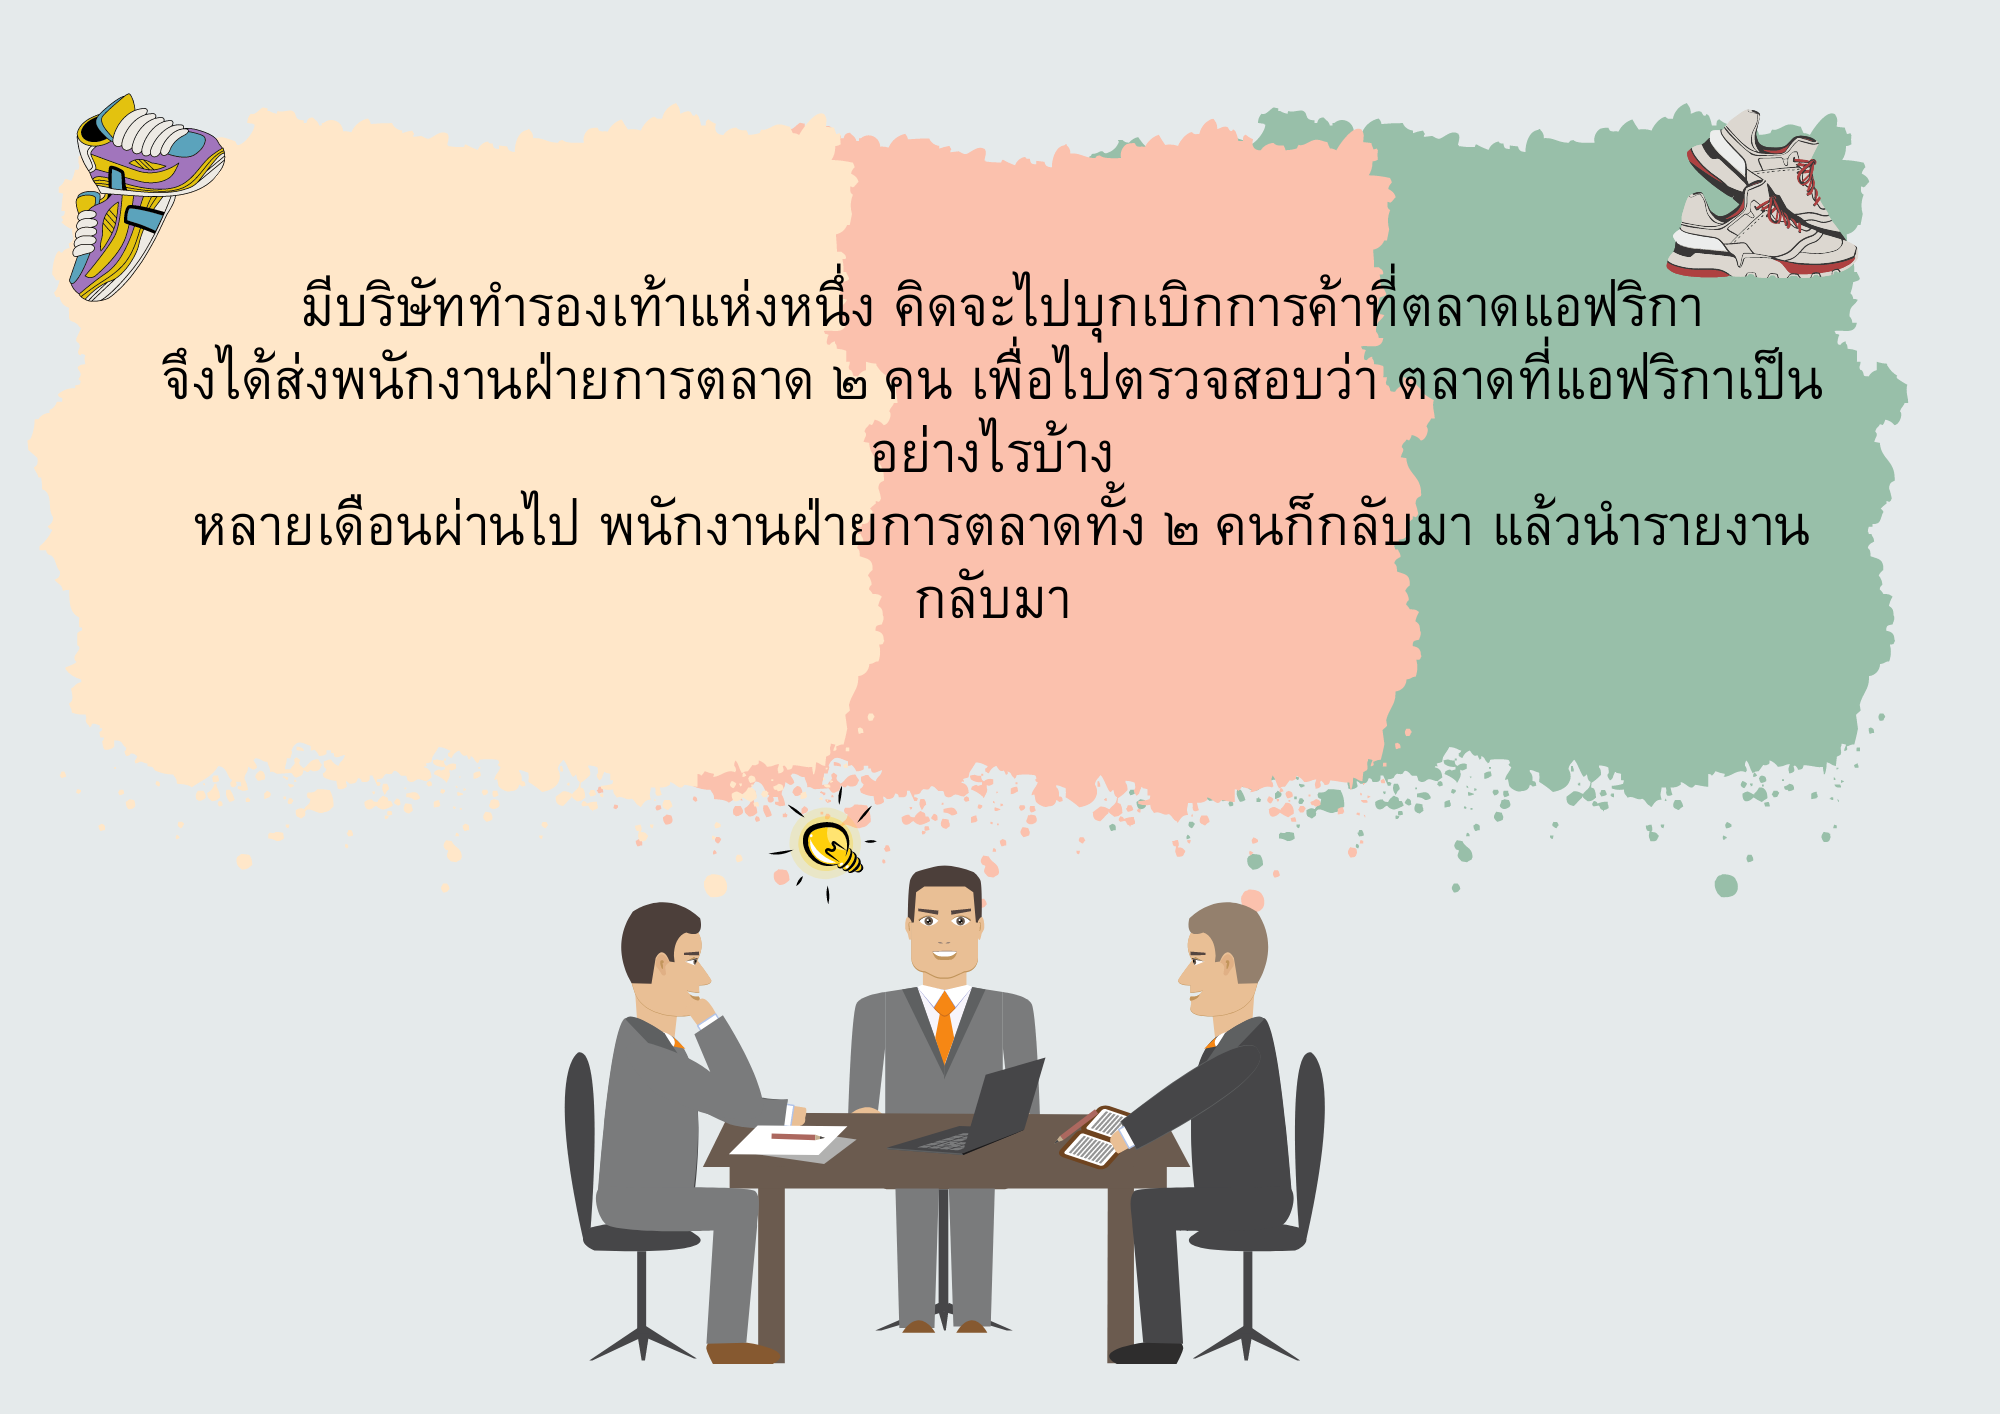 มีบริษัททำรองเท้าแห่งหนึ่ง คิดจะไปบุกเบิกการค้าที่ตลาดแอฟริกา
จึงได้ส่งพนักงานฝ่ายการตลาด ๒ คน เพื่อไปตรวจสอบว่า ตลาดที่แอฟริกาเป็น
อย่างไรบ้าง
หลายเดือนผ่านไป พนักงานฝ่ายการตลาดทั้ง ๒ คนก็กลับมา แล้วนำรายงาน
กลับมา